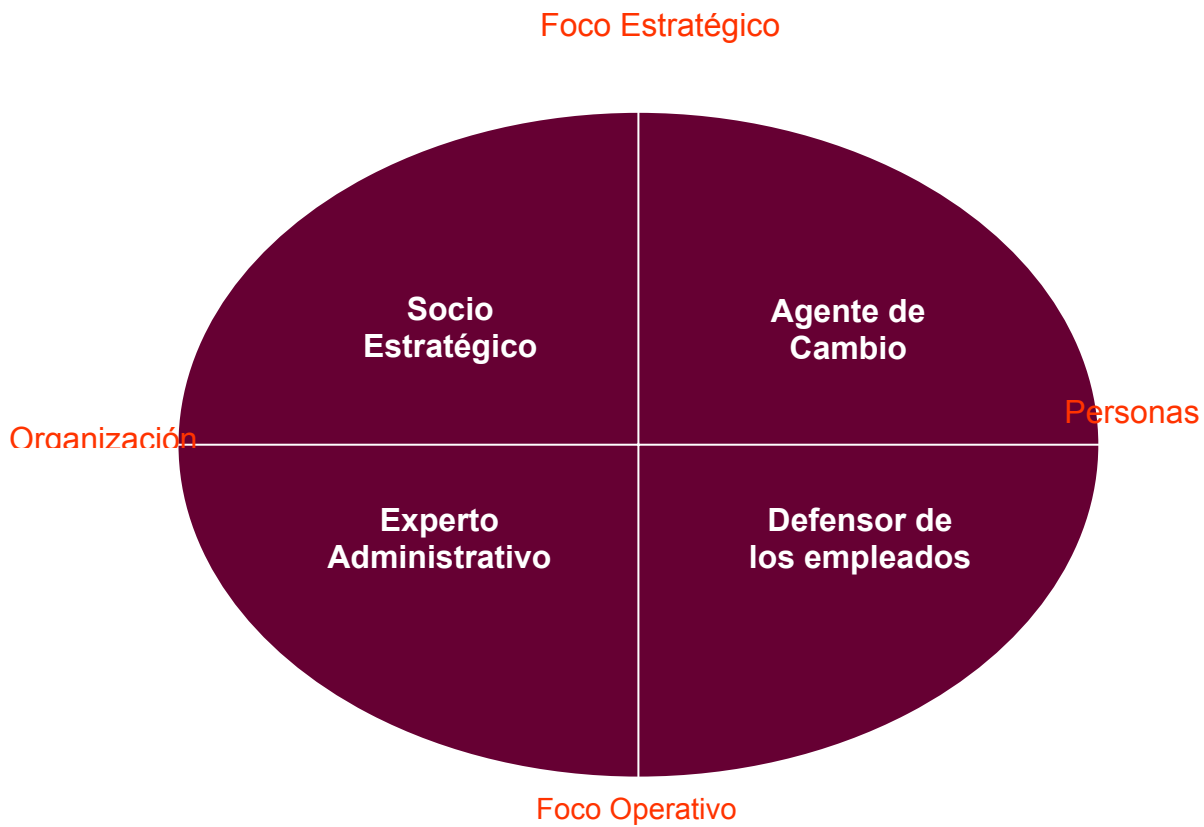 Foco Estratégico
Socio
Estratégico
Agente de
Cambio
Personas
Organización
Experto
Administrativo
Defensor de
los empleados
Foco Operativo